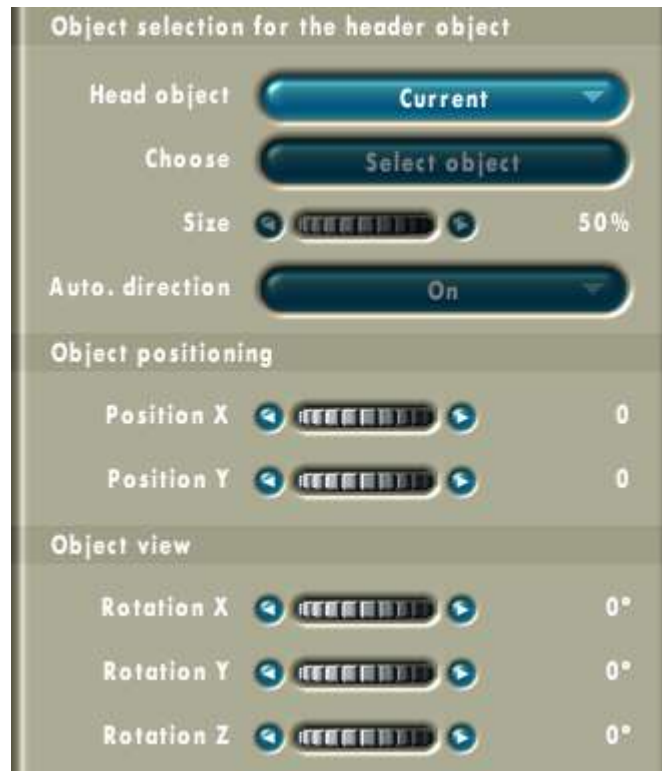 Object selection for the header object
Head object Current
Choose Select object
Size 50%
Auto. direction On
Object positioning
Position X 0
Position Y 0
Object view
Rotation X 0°
Rotation Y 0°
Rotation Z 0°